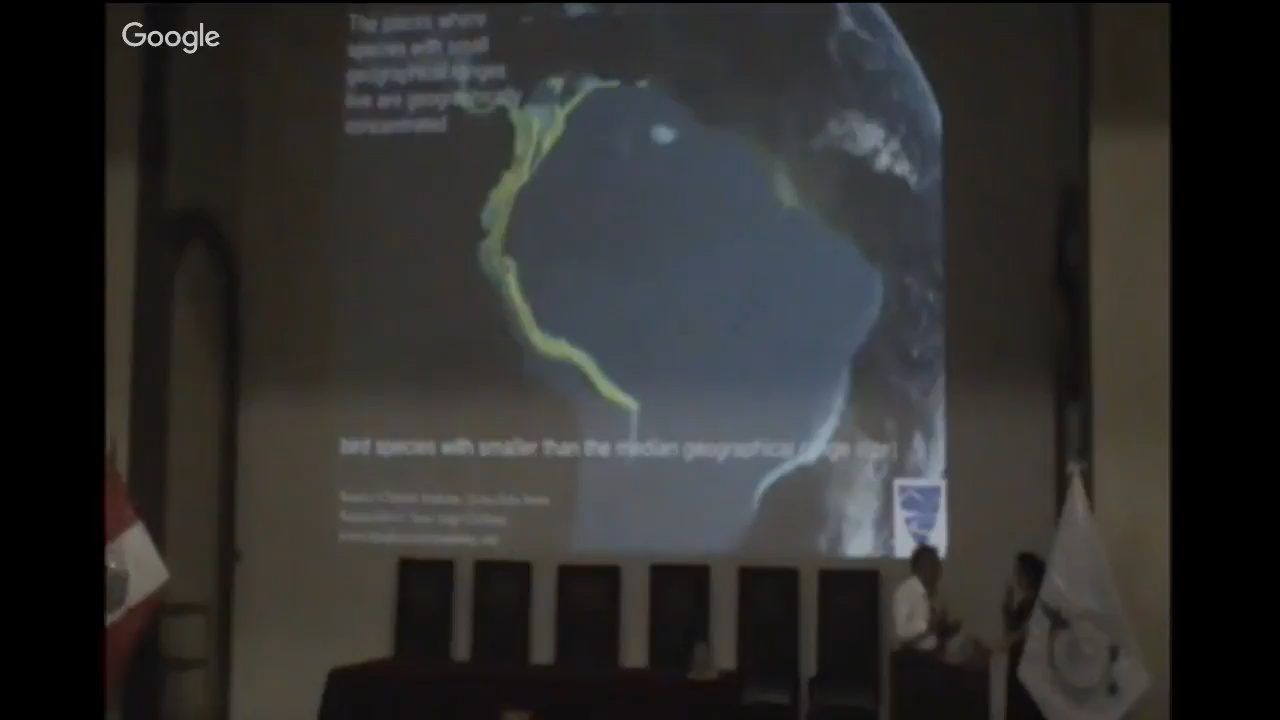 Google
The places where
species with small
geographical ranges
live are geographically
concentrated
bird species with smaller than the median geographical range size